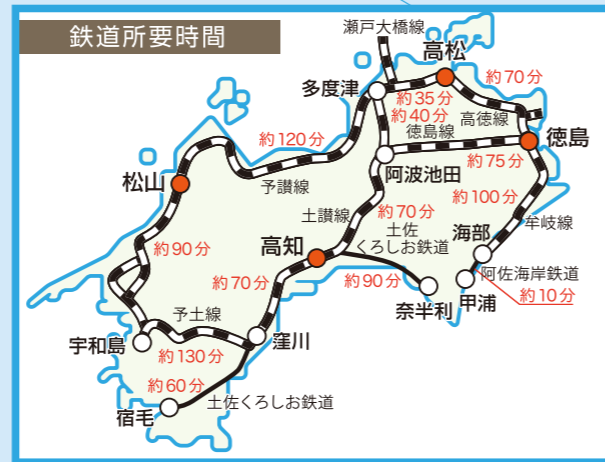 鉄道所要時間
瀬戸大橋線
高松
約70分
多度津
約35分
高徳線
約40分
徳島線
徳島
約120分
阿波池田
約75分
松山
予讃線
約100分
土讃線
約70分
牟岐線
土佐
くろしお鉄道
海部
高知
約90分
約70分
約90分
阿佐海岸鉄道
甲浦
約10分
奈半利
予土線
宇和島
窪川
約130分
約60分
土佐くろしお鉄道
宿毛